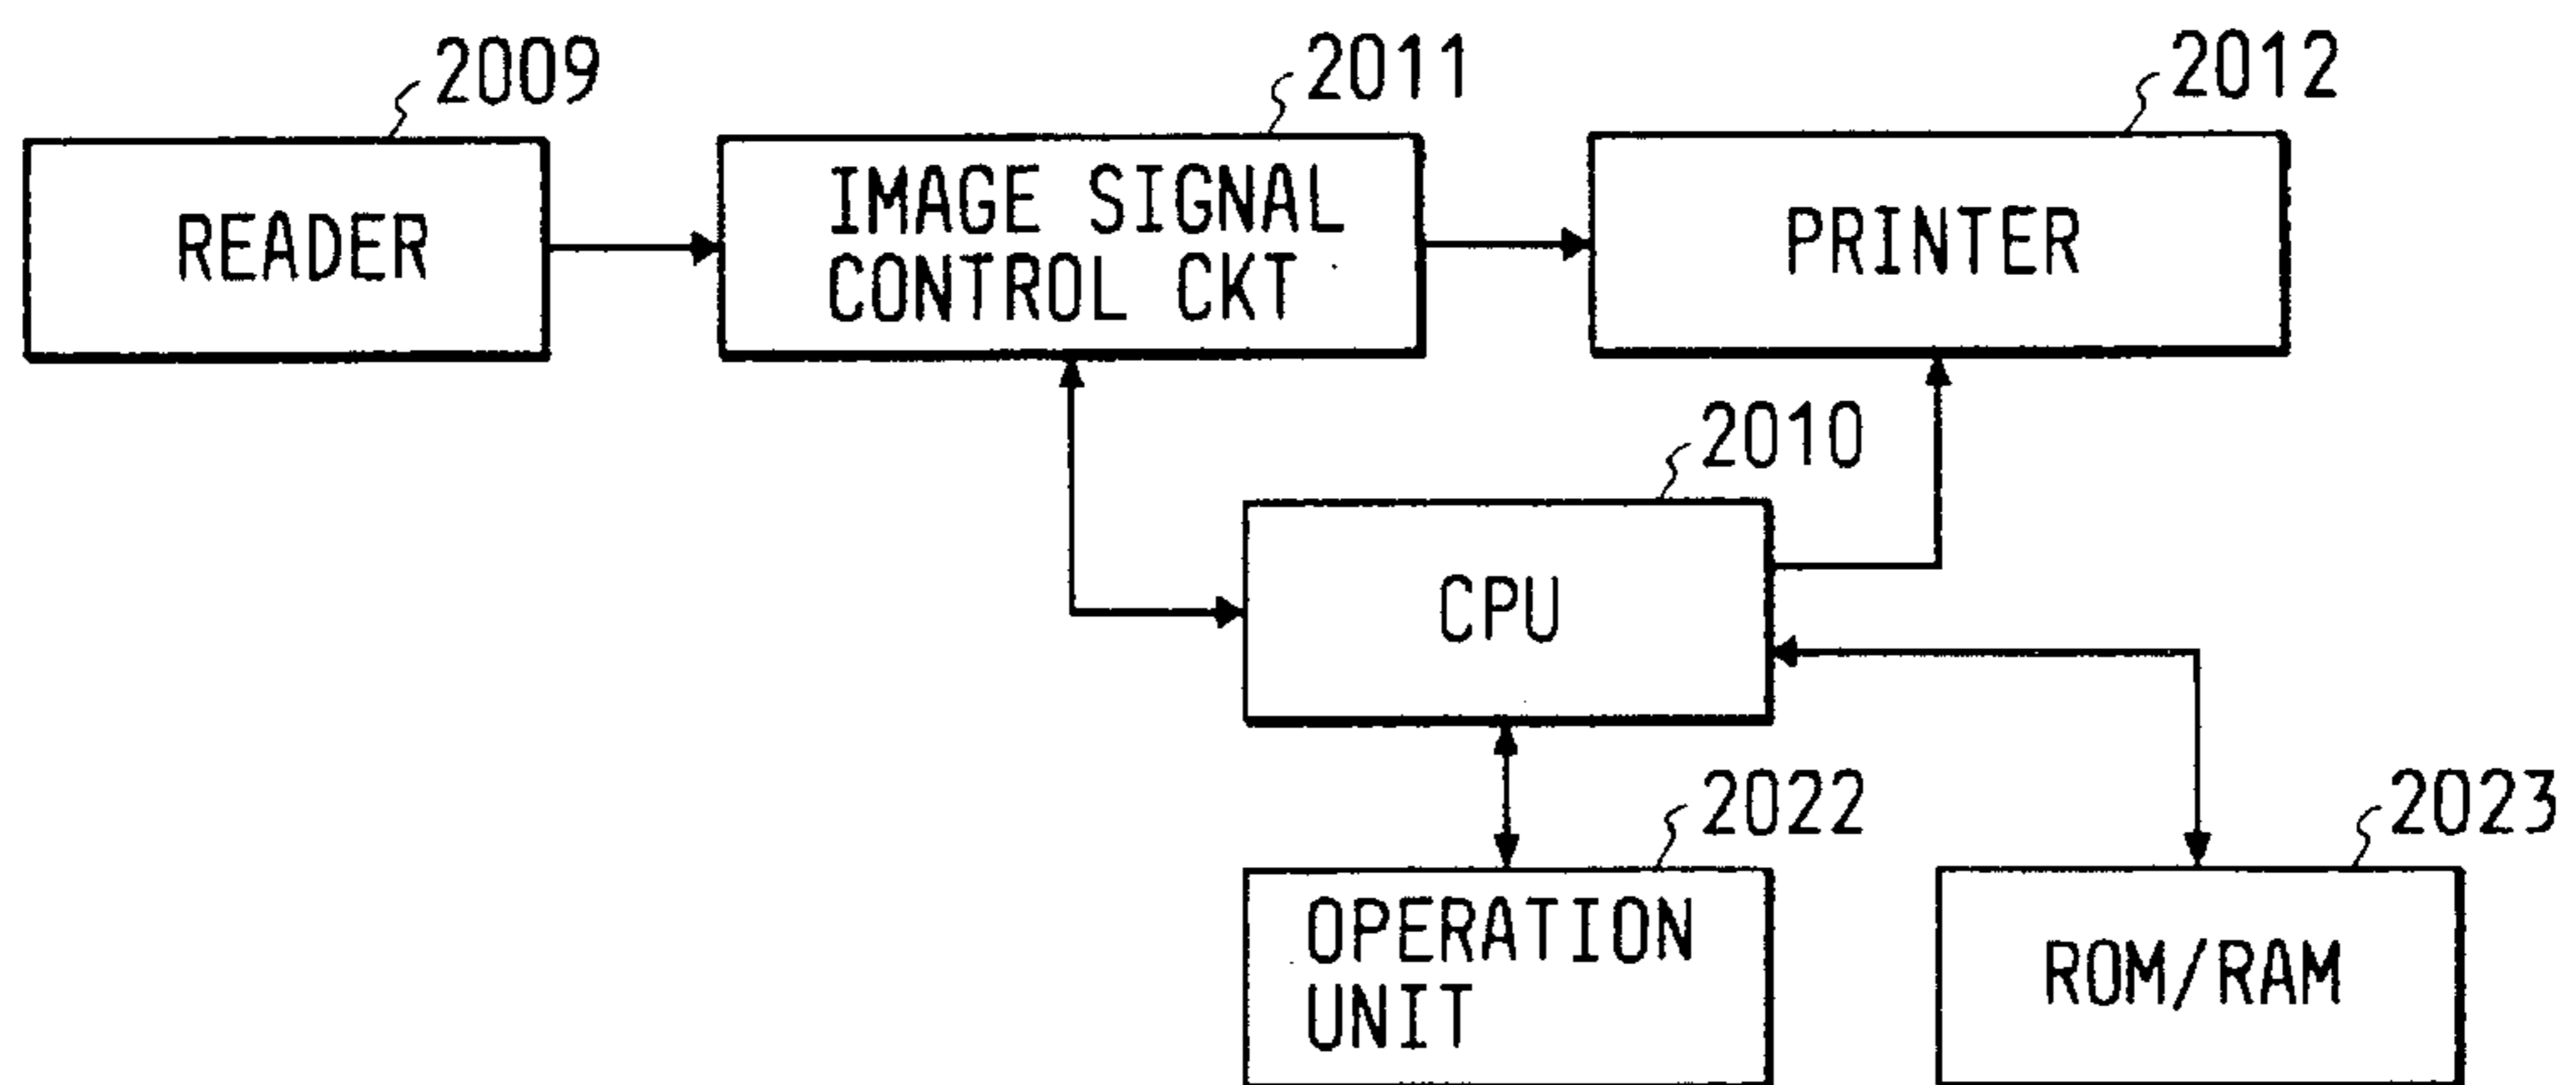 2009
2011
2012
READER
IMAGE SIGNAL
CONTROL CKT
PRINTER
2010
CPU
2022
2023
OPERATION
UNIT
ROM/RAM